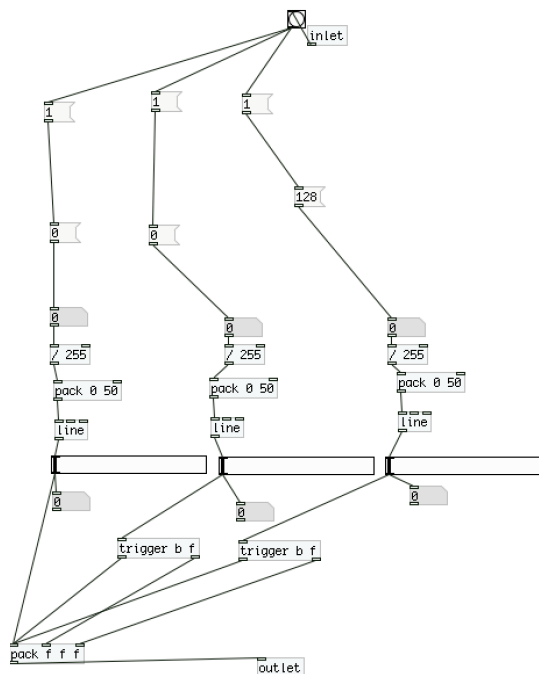 inlet
1
1
1
128
0
0
0
0
0
/ 255
/ 255
/ 255
pack 0 50
pack 0 50
pack 0 50
line
line
line
0
0
0
trigger b f
trigger b f
pack f f f
outlet